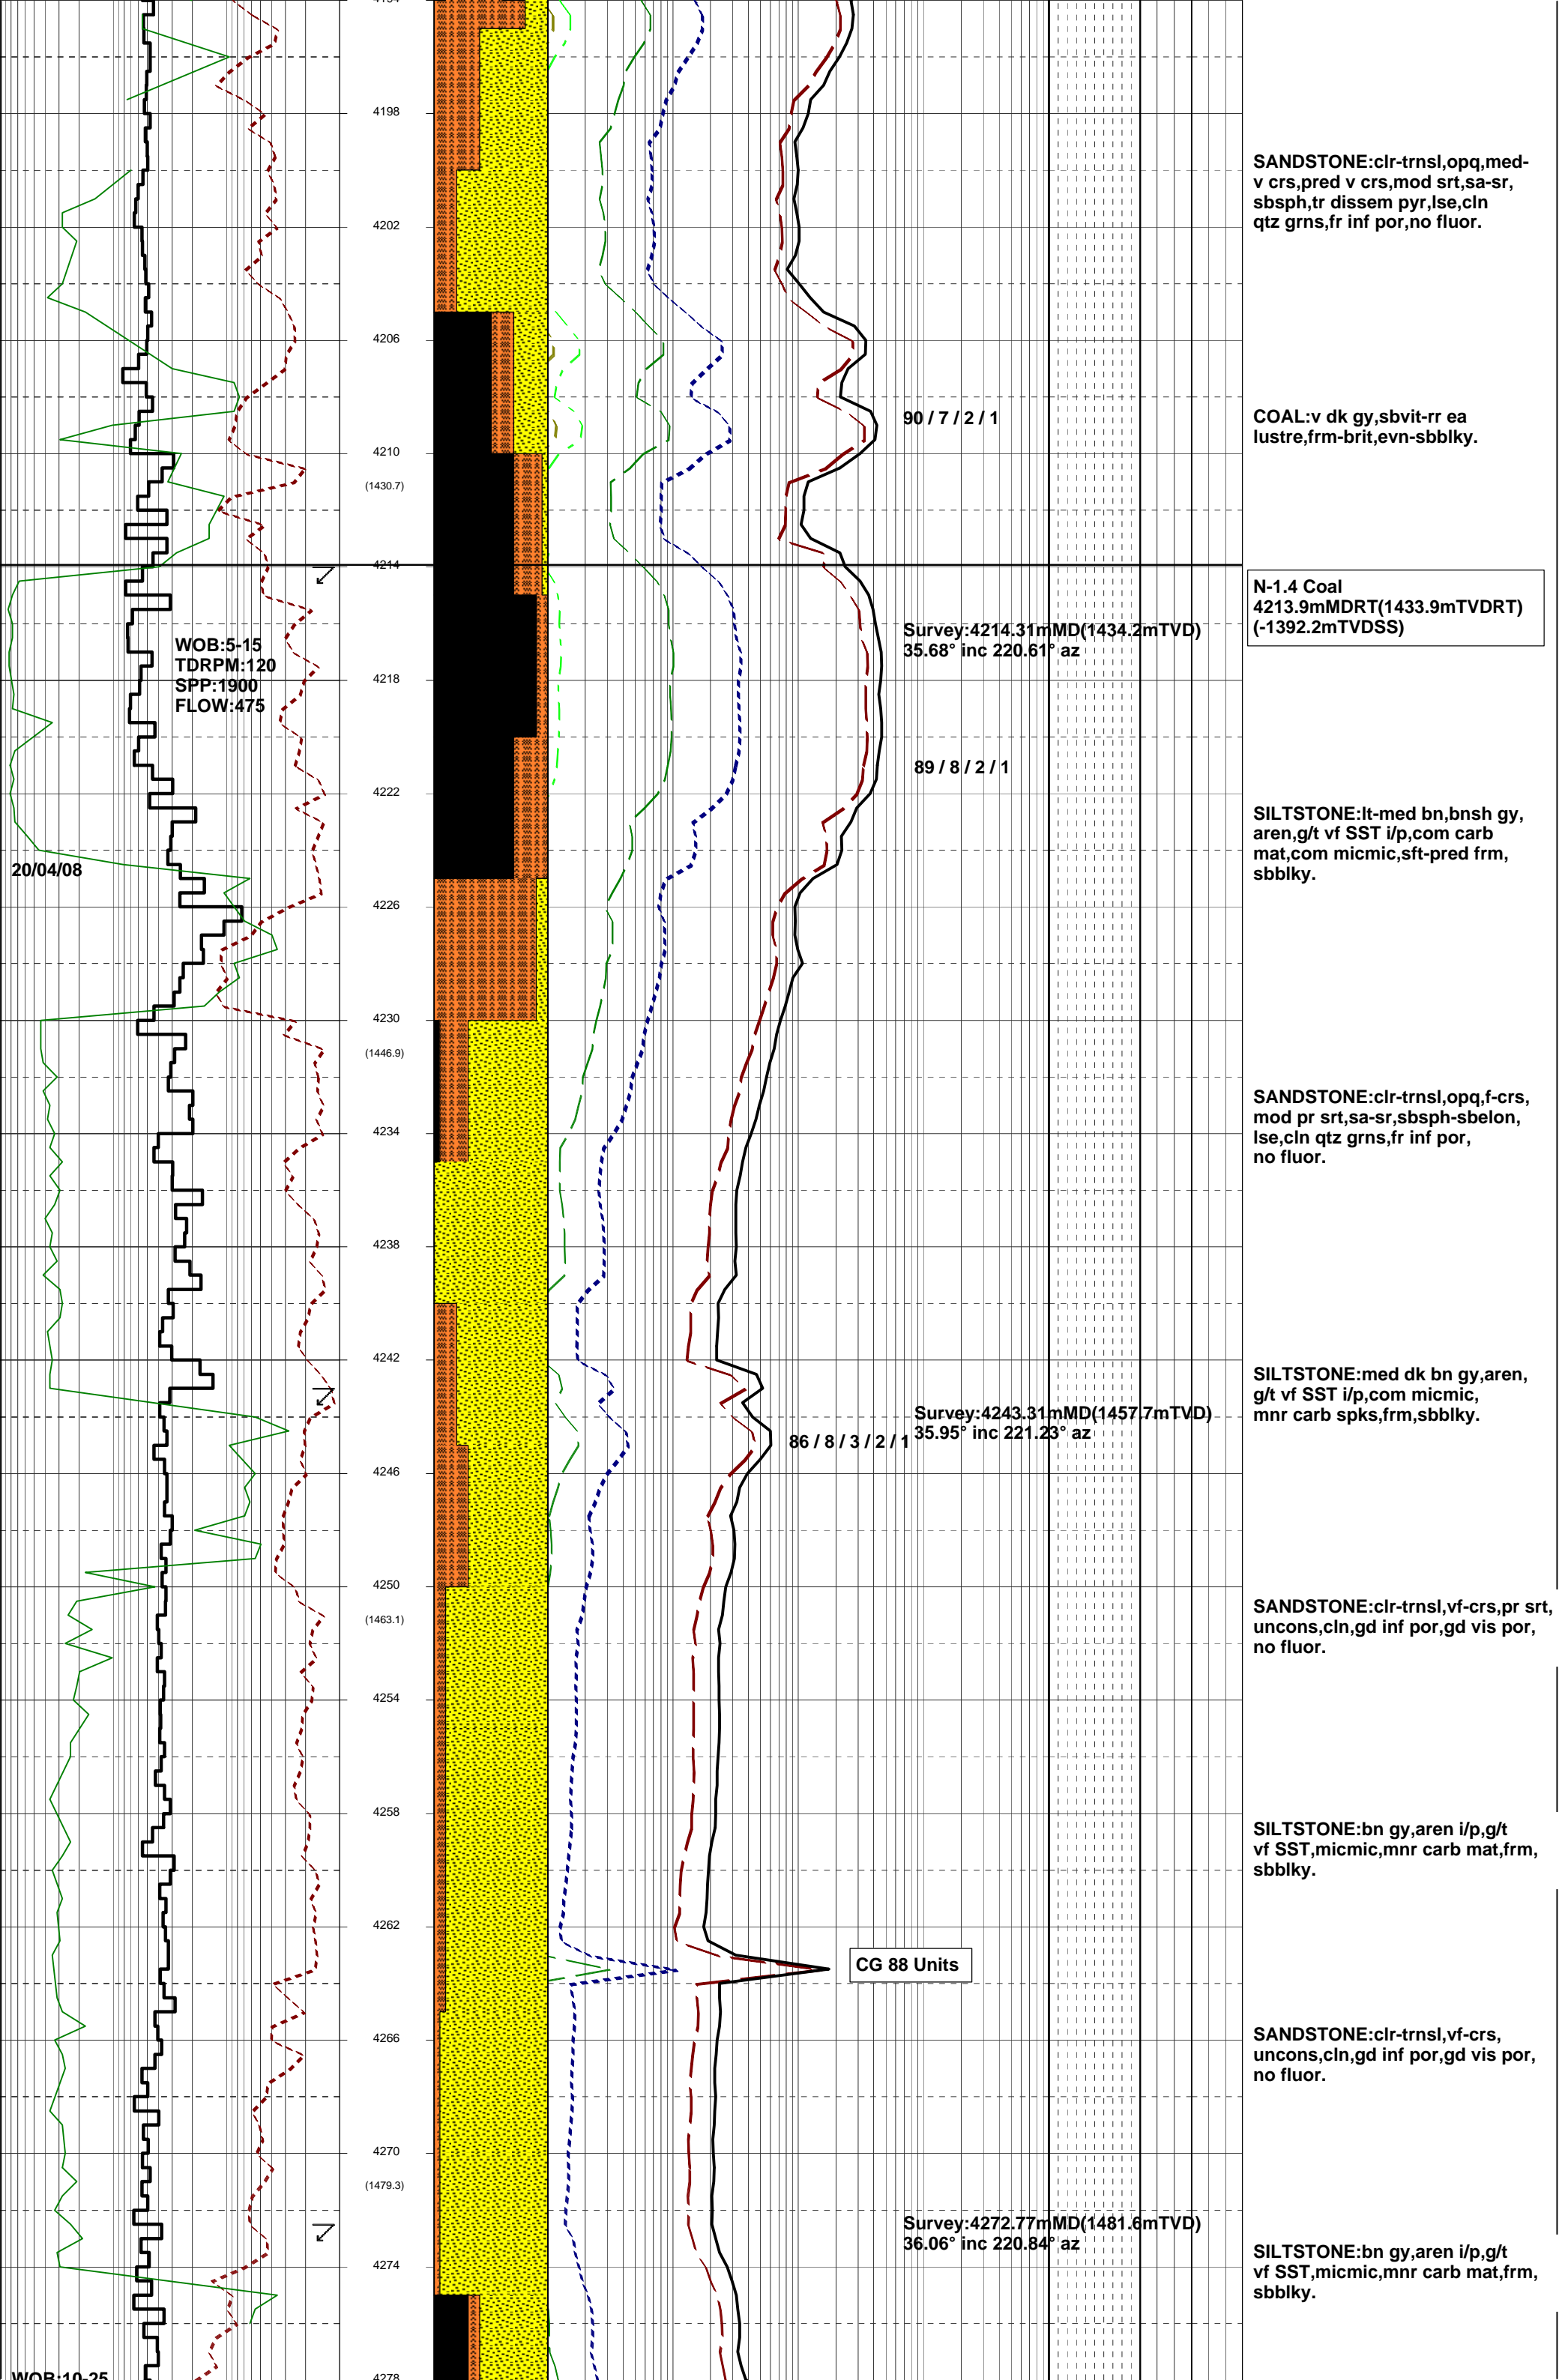 4198
SANDSTONE:clr-trnsl,opq,med-
v crs,pred v crs,mod srt,sa-sr,
sbsph,tr dissem pyr,lse,cln
qtz grns,fr inf por,no fluor.
4202
4206
90 / 7 / 2 / 1
COAL:v dk gy,sbvit-rr ea
lustre,frm-brit,evn-sbblky.
4210
(1430.7)
4214
N-1.4 Coal
4213.9mMDRT(1433.9mTVDRT)
(-1392.2mTVDSS)
Survey:4214.31mMD(1434.2mTVD)
35.68° inc 220.61° az
WOB:5-15
TDRPM:120
SPP:1900
FLOW:475
4218
89 / 8 / 2 / 1
4222
SILTSTONE:lt-med bn,bnsh gy,
aren,g/t vf SST i/p,com carb
mat,com micmic,sft-pred frm,
sbblky.
20/04/08
4226
4230
(1446.9)
SANDSTONE:clr-trnsl,opq,f-crs,
mod pr srt,sa-sr,sbsph-sbelon,
lse,cln qtz grns,fr inf por,
no fluor.
4234
4238
4242
SILTSTONE:med dk bn gy,aren,
g/t vf SST i/p,com micmic,
mnr carb spks,frm,sbblky.
Survey:4243.31mMD(1457.7mTVD)
35.95° inc 221.23° az
86 / 8 / 3 / 2 / 1
4246
4250
(1463.1)
SANDSTONE:clr-trnsl,vf-crs,pr srt,
uncons,cln,gd inf por,gd vis por,
no fluor.
4254
4258
SILTSTONE:bn gy,aren i/p,g/t
vf SST,micmic,mnr carb mat,frm,
sbblky.
4262
CG 88 Units
4266
SANDSTONE:clr-trnsl,vf-crs,
uncons,cln,gd inf por,gd vis por,
no fluor.
4270
(1479.3)
Survey:4272.77mMD(1481.6mTVD)
36.06° inc 220.84° az
4274
SILTSTONE:bn gy,aren i/p,g/t
vf SST,micmic,mnr carb mat,frm,
sbblky.
4278
WOB:10-25